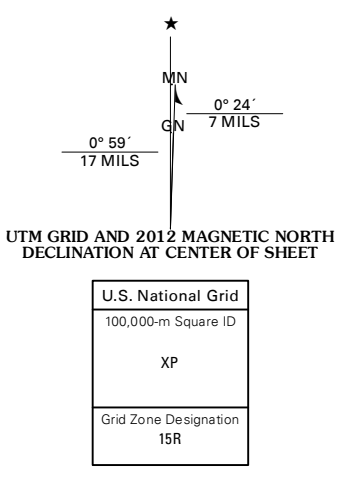 ★
MN
0° 24´
7 MILS
GN
0° 59´
17 MILS
UTM GRID AND 2012 MAGNETIC NORTH
DECLINATION AT CENTER OF SHEET
U.S. National Grid
100,000-m Square ID
XP
Grid Zone Designation
15R